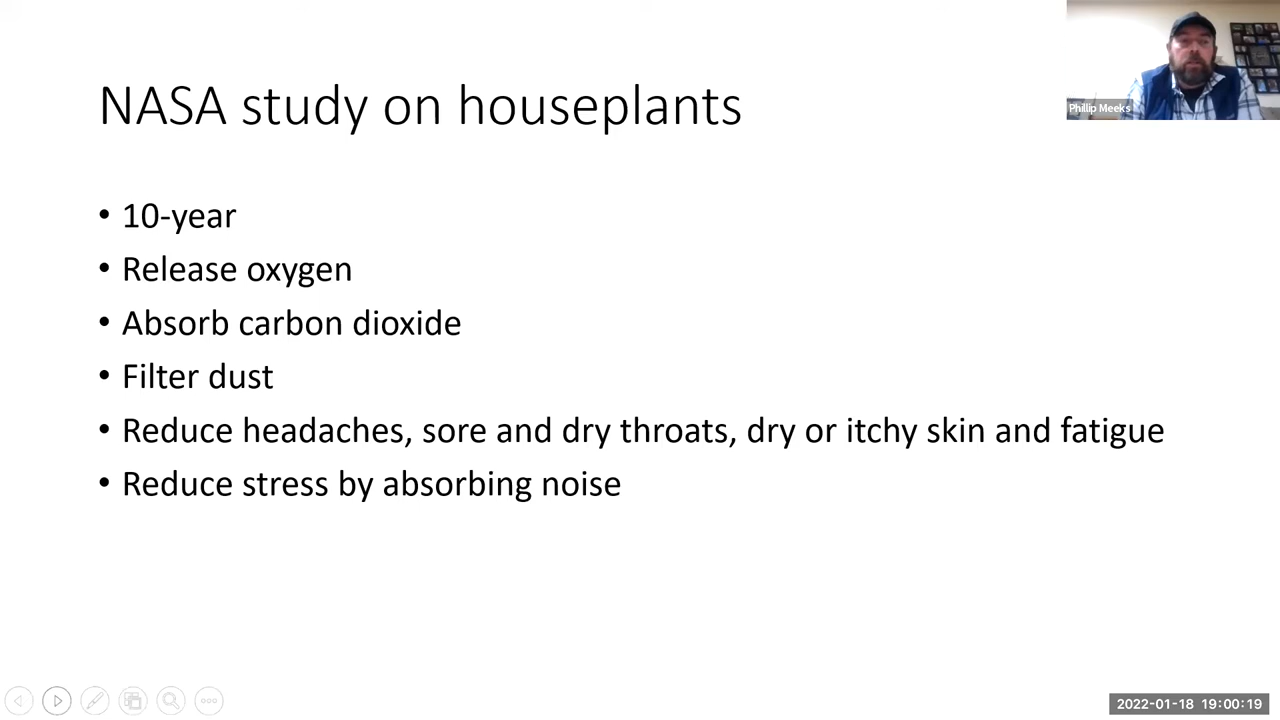 NASA study on houseplants
Phillip Meeks
• 10-year
• Release oxygen
• Absorb carbon dioxide
• Filter dust
• Reduce headaches, sore and dry throats, dry or itchy skin and fatigue
• Reduce stress by absorbing noise
2022-01-18 19:00:19